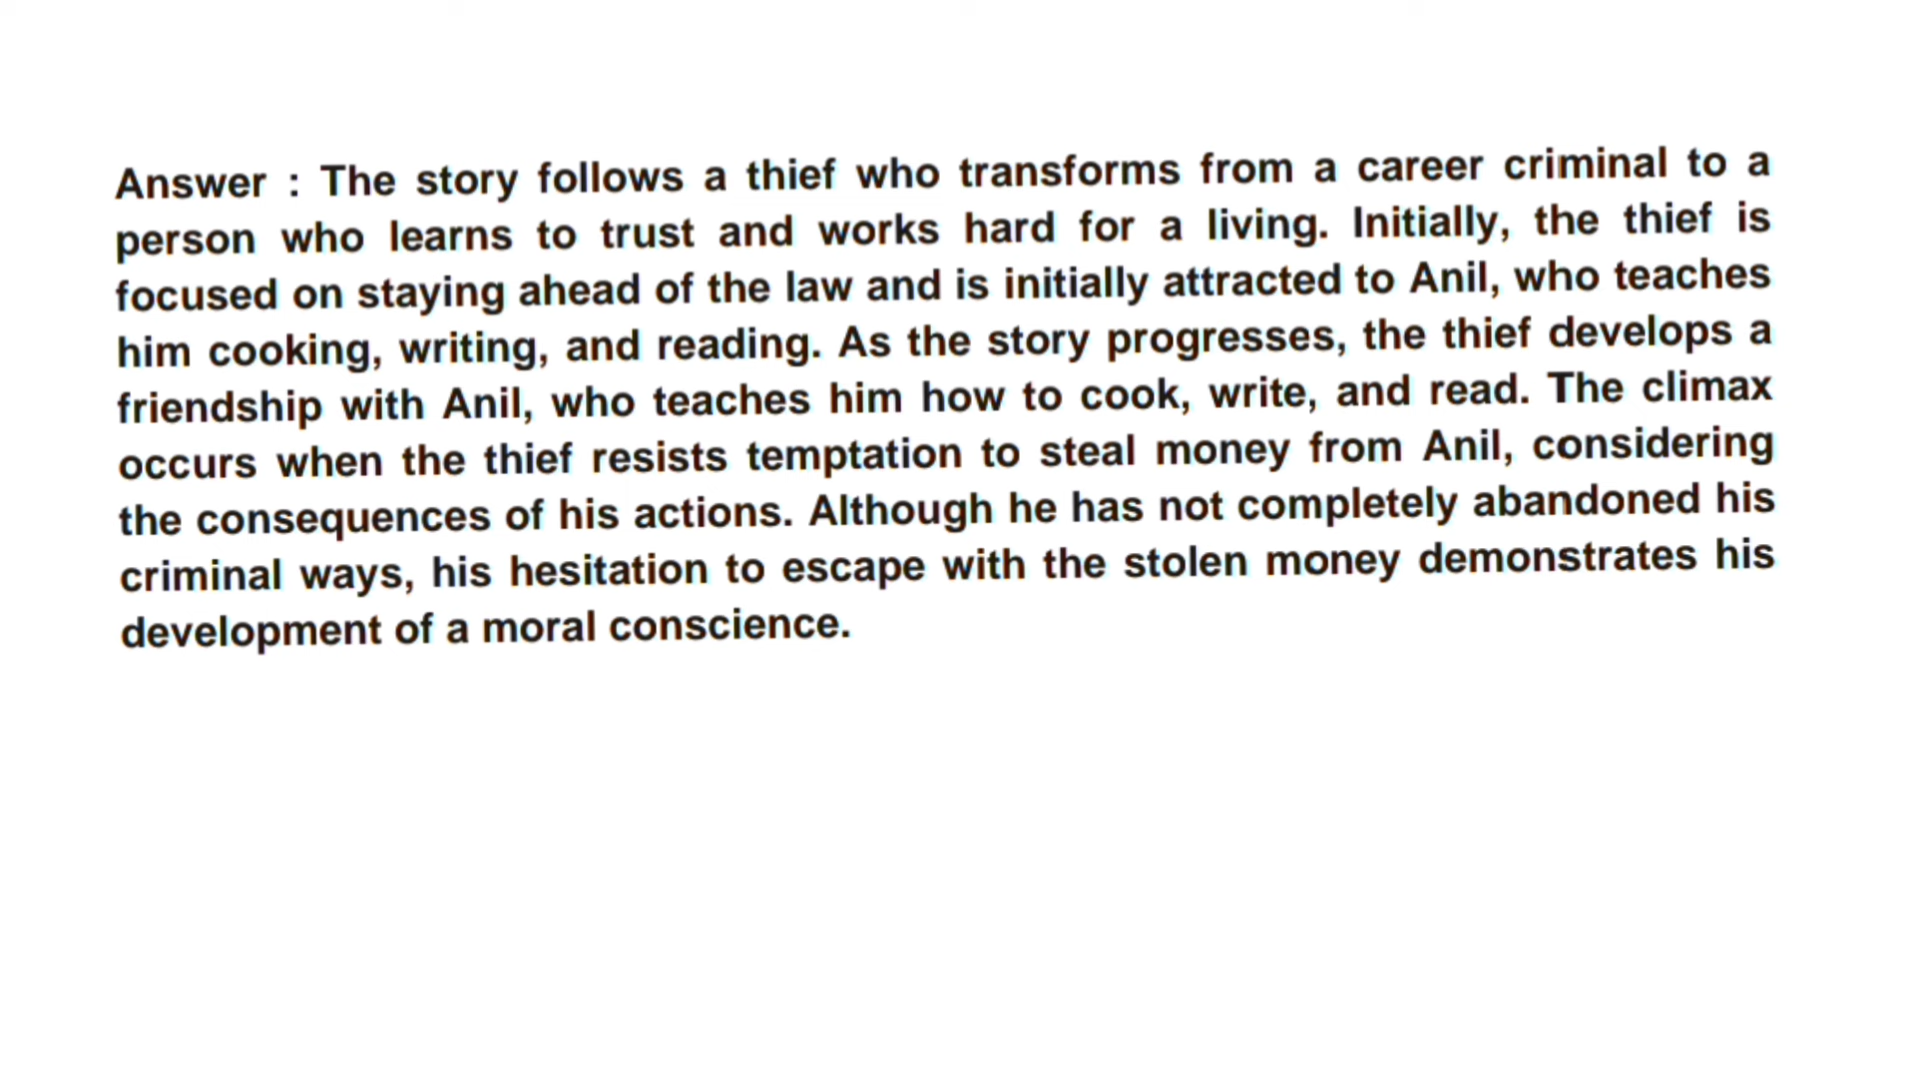 Answer : The story follows a thief who transforms from a career criminal to a
person who learns to trust and works hard for a living. Initially, the thief is
focused on staying ahead of the law and is initially attracted to Anil, who teaches
him cooking, writing, and reading. As the story progresses, the thief develops a
friendship with Anil, who teaches him how to cook, write, and read. The climax
occurs when the thief resists temptation to steal money from Anil, considering
the consequences of his actions. Although he has not completely abandoned his
criminal ways, his hesitation to escape with the stolen money demonstrates his
development of a moral conscience.